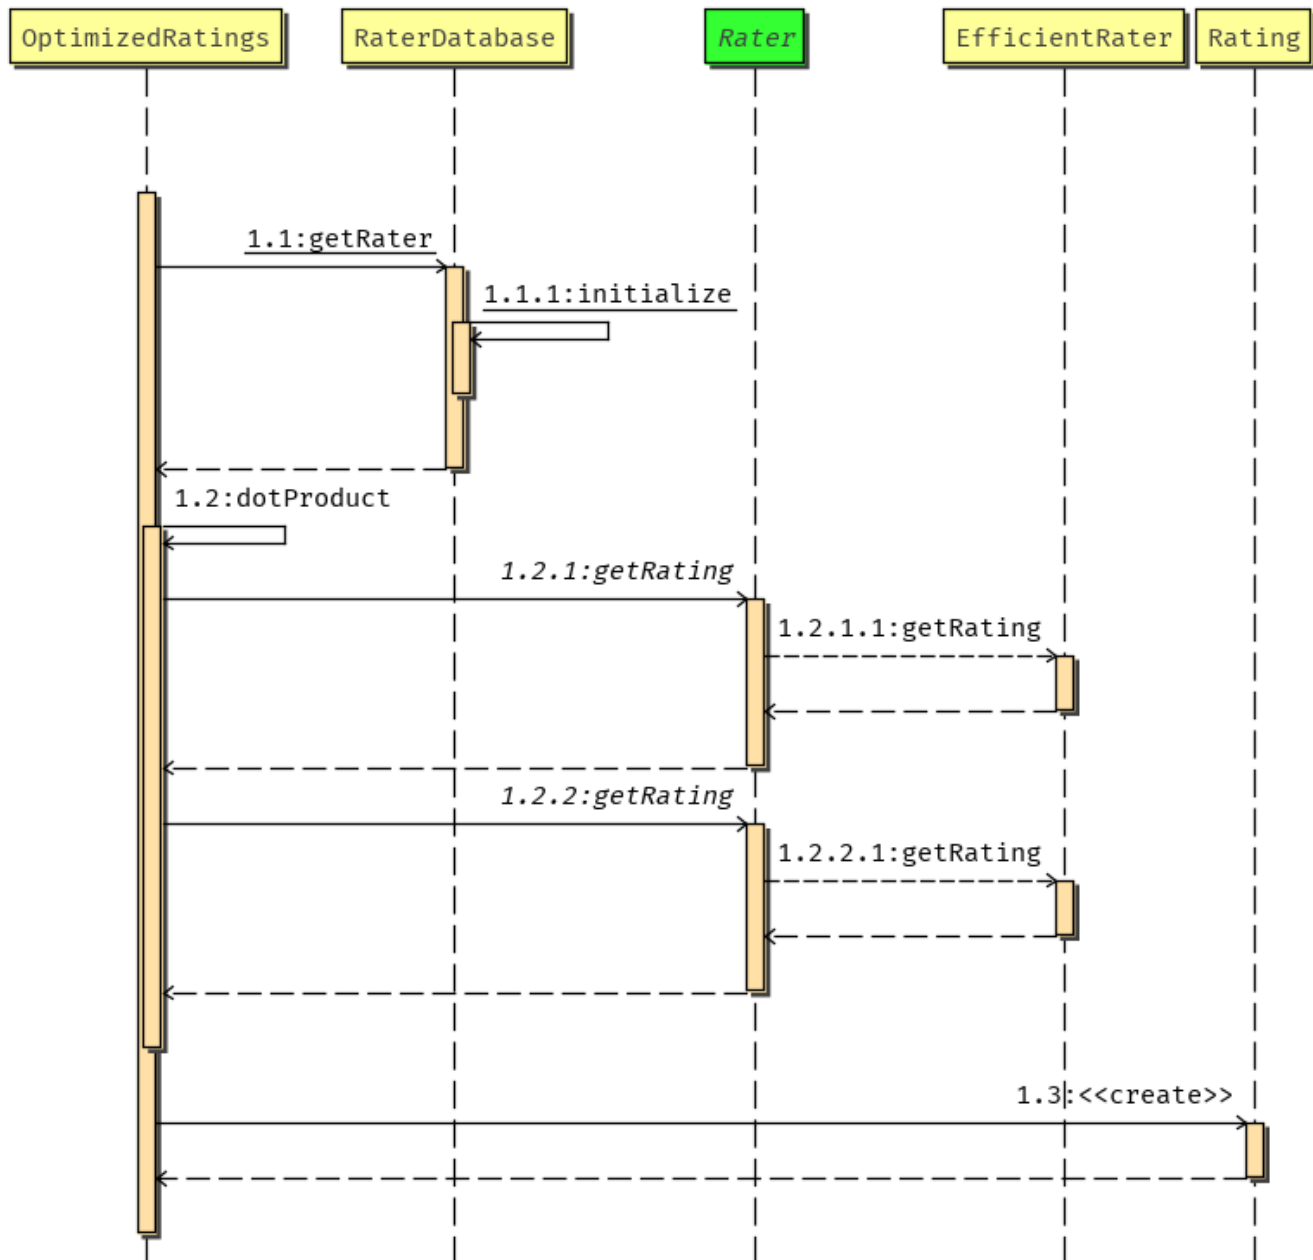 OptimizedRatings
RaterDatabase
Rater
EfficientRater
Rating
1.1:getRater
1.1.1:initialize
1.2:dotProduct
1.2.1:getRating
1.2.1.1:getRating
1.2.2:getRating
1.2.2.1:getRating
1.3:<<create>>